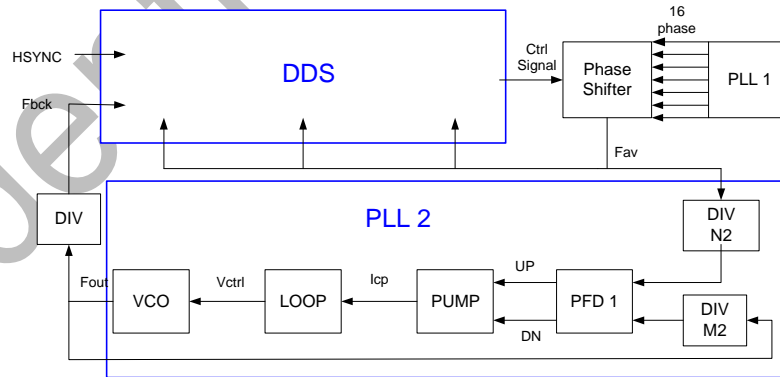 HSYNC
Fbck
DDS
Ctrl
Signal
Phase
Shifter
16
phase
PLL 1
Fav
DIV
PLL 2
DIV
N2
Fout
VCO
Vctrl
LOOP
Icp
PUMP
UP
DN
PFD 1
DIV
M2